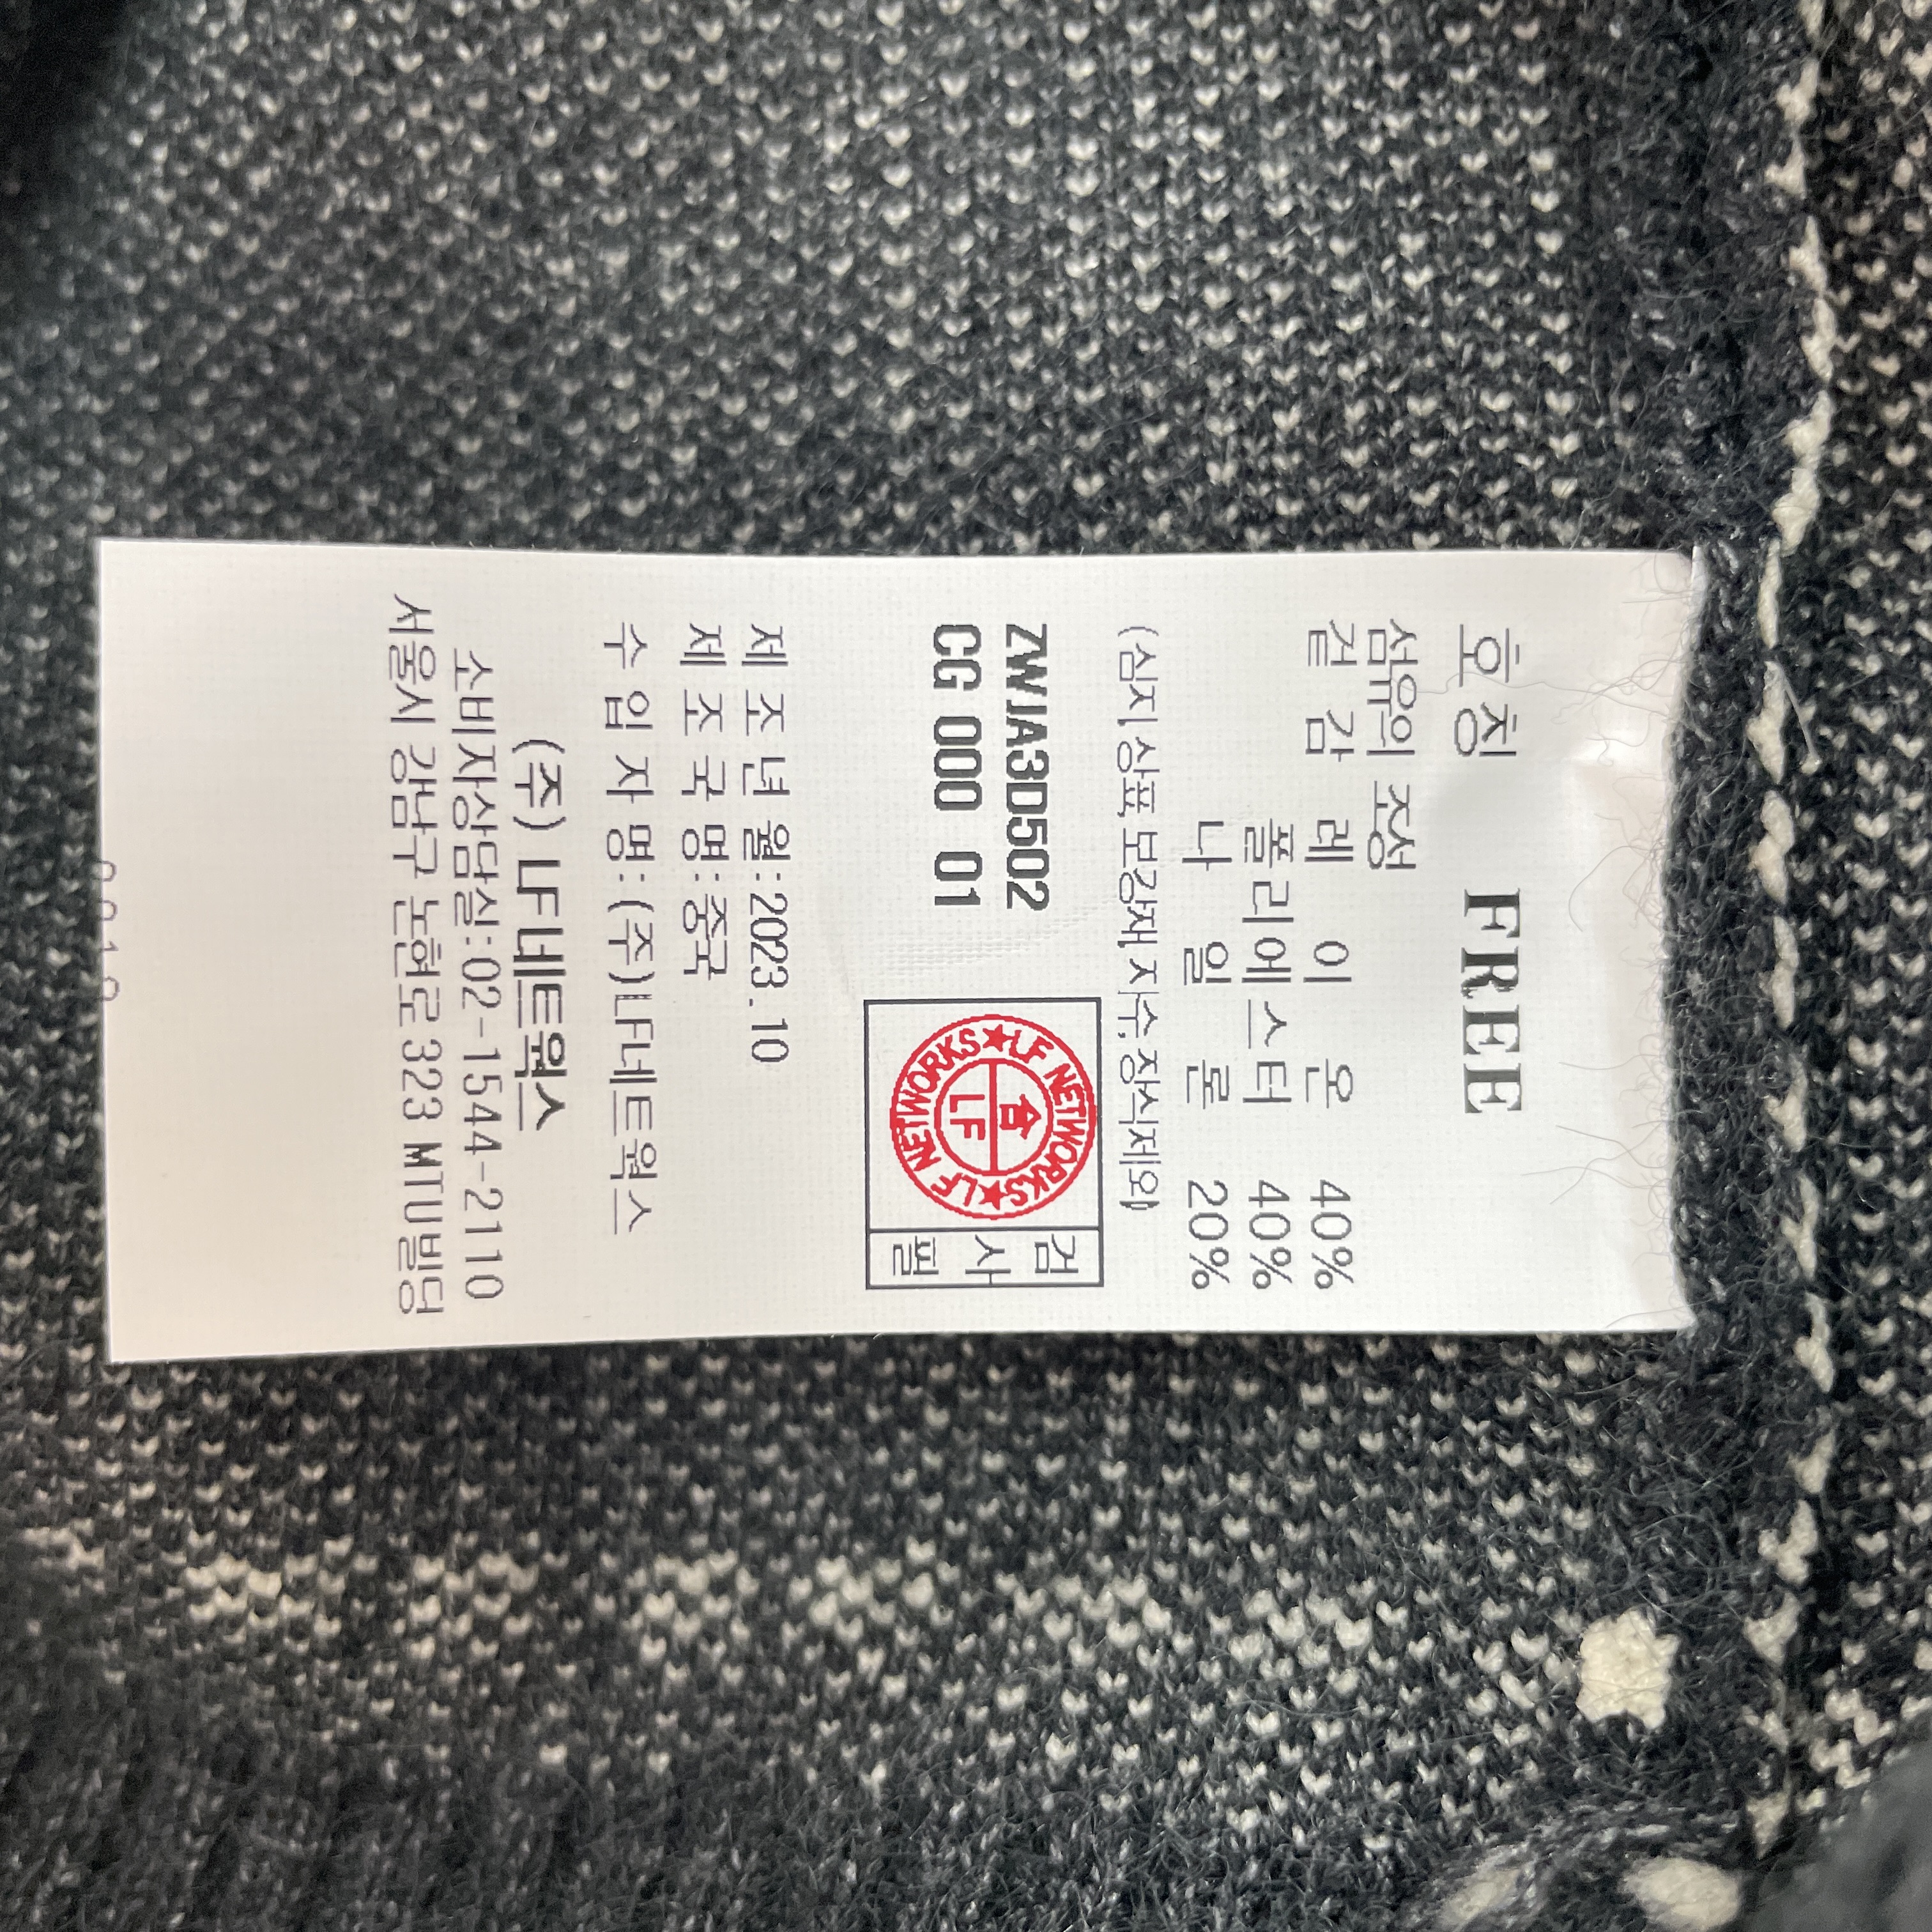 호칭 FREE
섬유의 조성
겉감 레이온 40%
폴리에스터 40%
나일론 20%
(심지,상표,보강재,자수,장식제외)
ZWJA3D502
CG 000 01
LF NETWORKS★LF NETWORKS★
合
LF
검사필
제조년월:2023.10
제조국명:중국
수입자명:(주)LF네트웍스
(주)LF네트웍스
소비자상담실:02-1544-2110
서울시 강남구 논현로 323 MTU빌딩